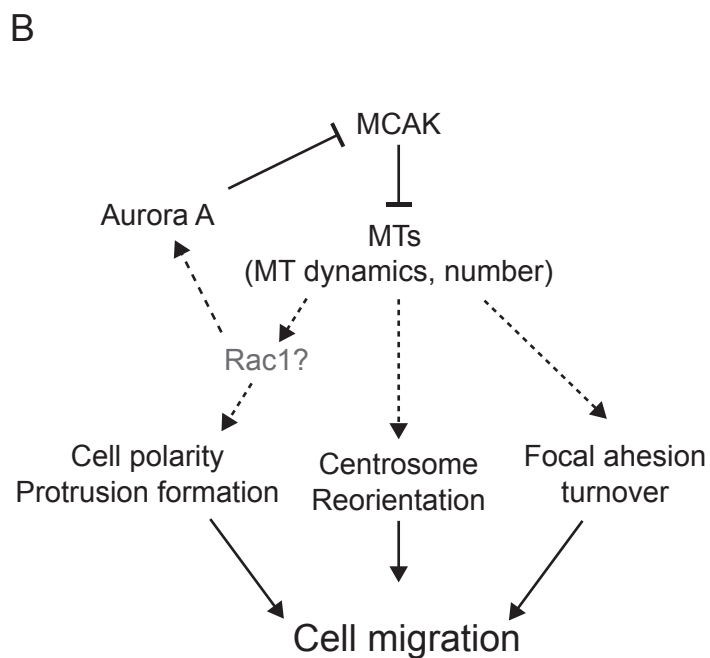 B
MCAK
Aurora A
MTs
(MT dynamics, number)
Rac1?
Cell polarity
Protrusion formation
Centrosome
Reorientation
Focal ahesion
turnover
Cell migration